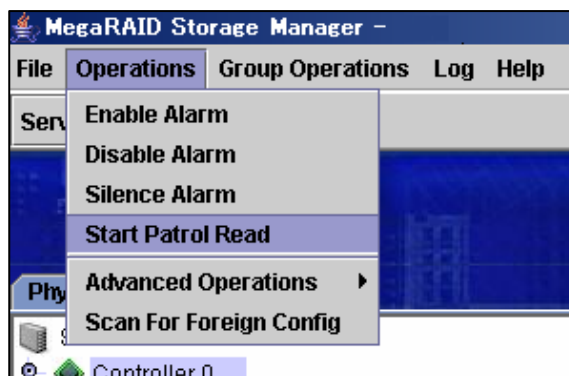 MegaRAID Storage Manager -
File Operations Group Operations Log Help
Enable Alarm
Disable Alarm
Silence Alarm
Start Patrol Read
Advanced Operations
Scan For Foreign Config
Controller 0